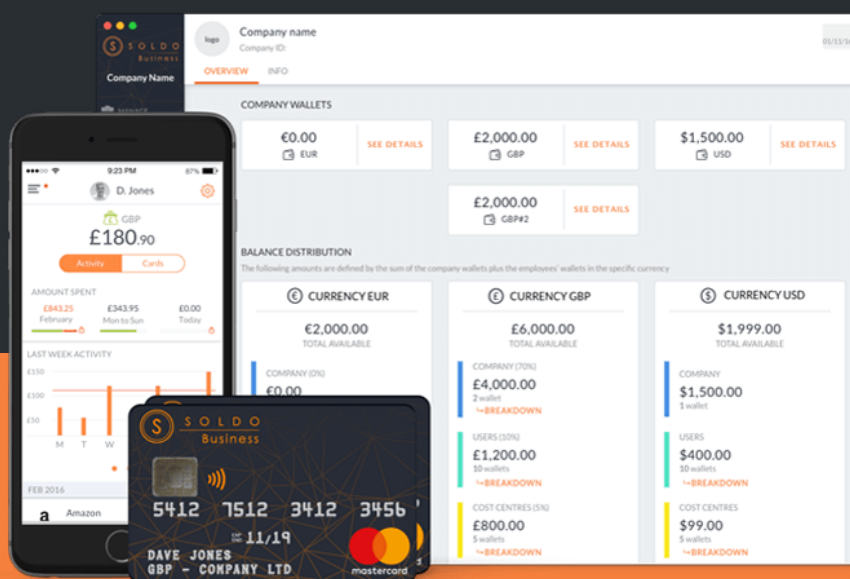 SOLDO
Business
Company Name
logo
Company name
Company ID:
OVERVIEW INFO
COMPANY WALLETS
€0.00
EUR
SEE DETAILS
£2,000.00
GBP
SEE DETAILS
$1,500.00
USD
SEE DETAILS
£2,000.00
GBP#2
SEE DETAILS
BALANCE DISTRIBUTION
The following amounts are defined by the sum of the company wallets plus the employees' wallets in the specific currency
CURRENCY EUR
€2,000.00
TOTAL AVAILABLE
COMPANY (0%)
€0.00
CURRENCY GBP
£6,000.00
TOTAL AVAILABLE
COMPANY (70%)
£4,000.00
2 wallet
BREAKDOWN
USERS (10%)
£1,200.00
10 wallets
BREAKDOWN
COST CENTRES (5%)
£800.00
5 wallets
BREAKDOWN
CURRENCY USD
$1,999.00
TOTAL AVAILABLE
COMPANY
$1,500.00
1 wallet
USERS
$400.00
10 wallets
BREAKDOWN
COST CENTRES
$99.00
5 wallets
BREAKDOWN
9:23 PM 87%
D. Jones
GBP
£180.90
Activity Cards
AMOUNT SPENT
£843.25 £343.95 £0.00
February Mon to Sun Today
LAST WEEK ACTIVITY
£150
£100
£50
M T W
FEB 2016
a Amazon
SOLDO
Business
5412 7512 3412 3456
11/19
DAVE JONES
GBP - COMPANY LTD
mastercard